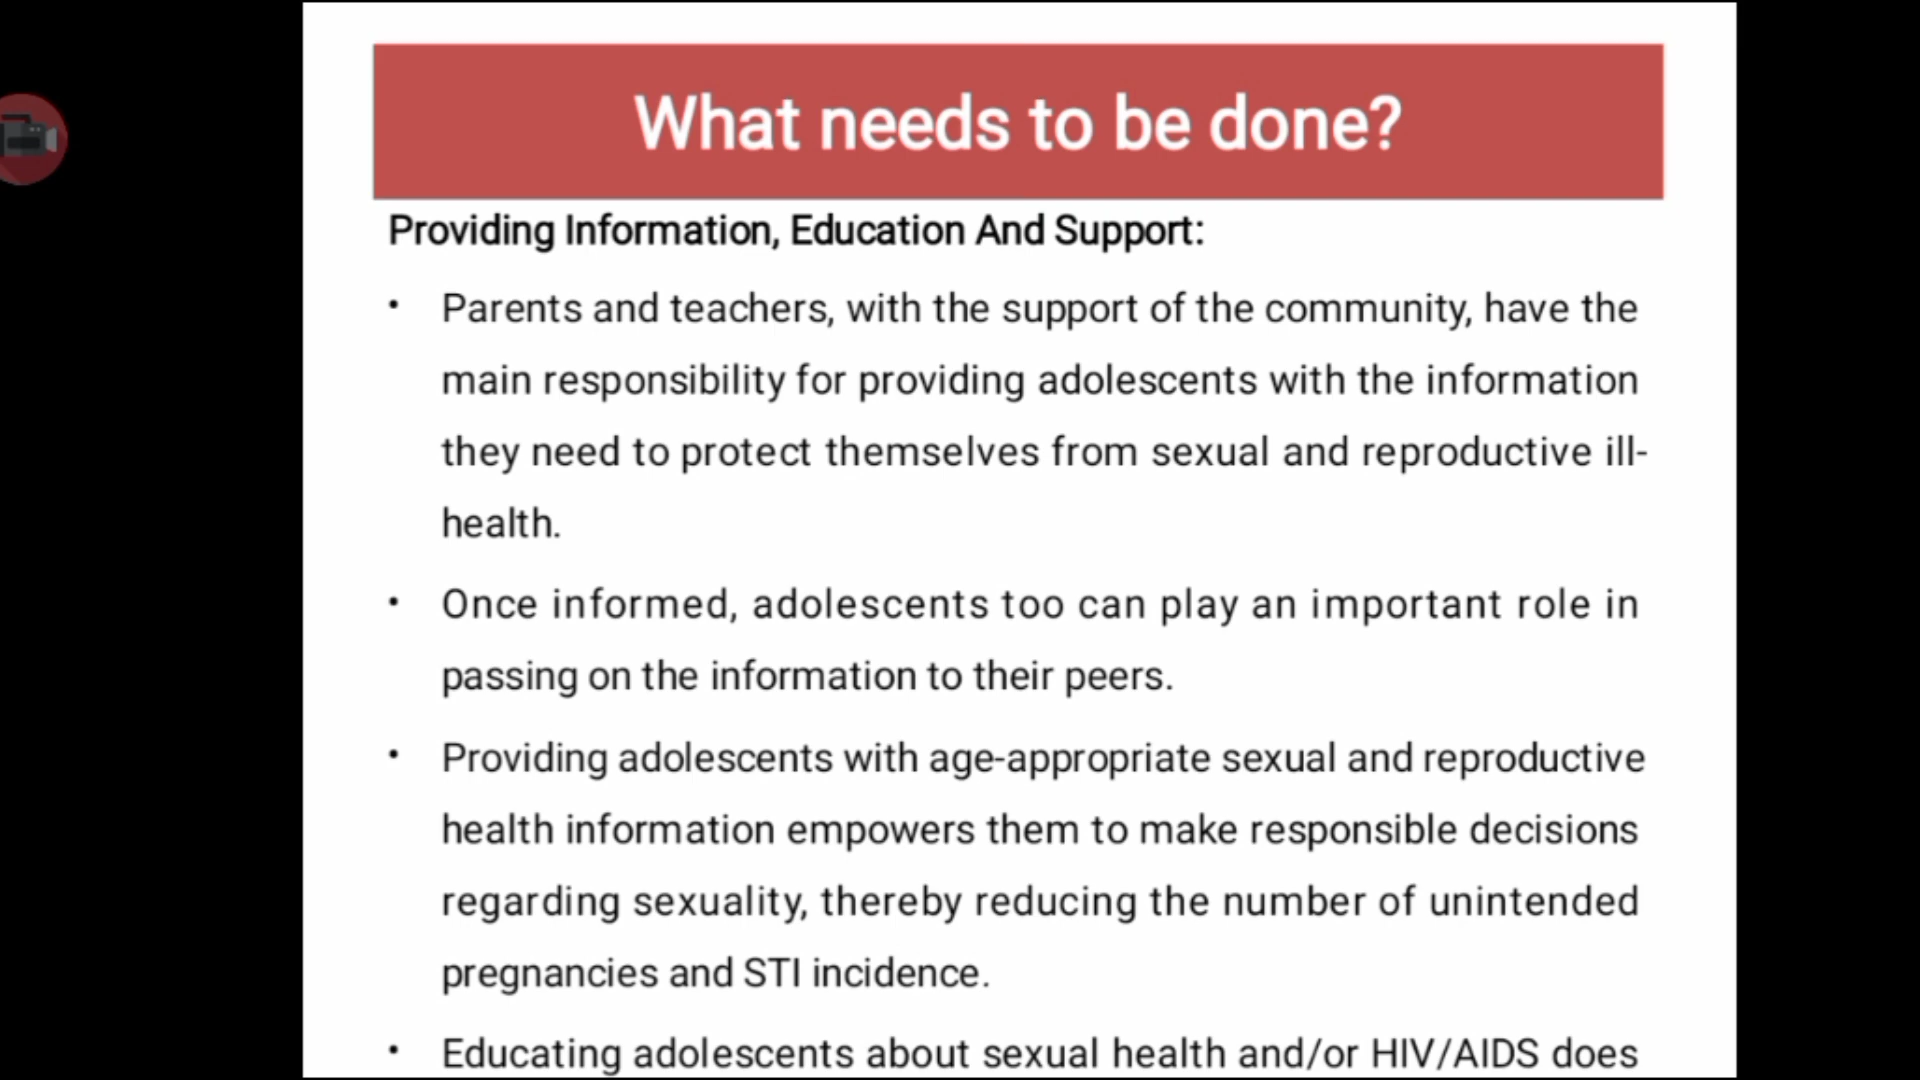 What needs to be done?
Providing Information, Education And Support:
• Parents and teachers, with the support of the community, have the
main responsibility for providing adolescents with the information
they need to protect themselves from sexual and reproductive ill-
health.
• Once informed, adolescents too can play an important role in
passing on the information to their peers.
• Providing adolescents with age-appropriate sexual and reproductive
health information empowers them to make responsible decisions
regarding sexuality, thereby reducing the number of unintended
pregnancies and STI incidence.
• Educating adolescents about sexual health and/or HIV/AIDS does